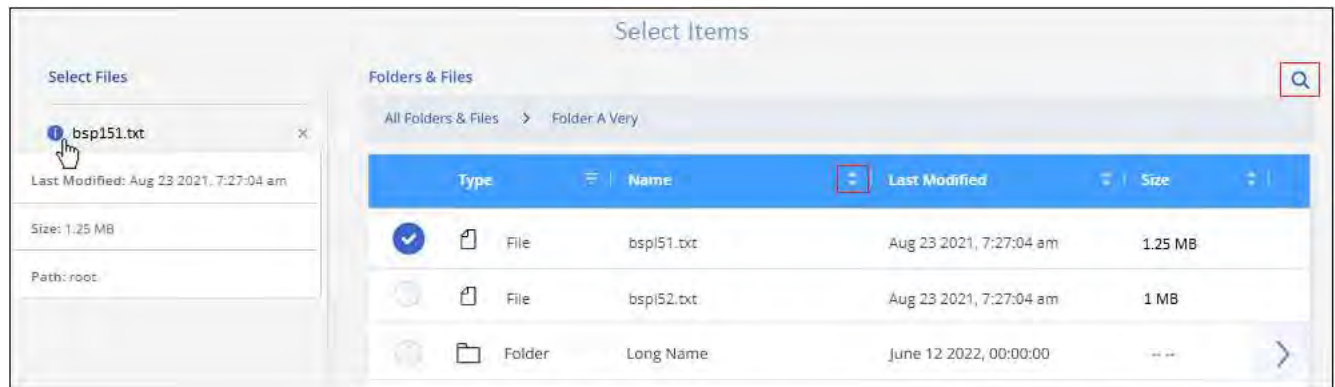 Select Items
Select Files
bsp151.txt
Last Modified: Aug 23 2021, 7:27:04 am
Size: 1.25 MB
Path: root
Folders & Files
All Folders & Files > Folder A Very
Type Name Last Modified Size
File bspl51.txt Aug 23 2021, 7:27:04 am 1.25 MB
File bspl52.txt Aug 23 2021, 7:27:04 am 1 MB
Folder Long Name June 12 2022, 00:00:00 -- --